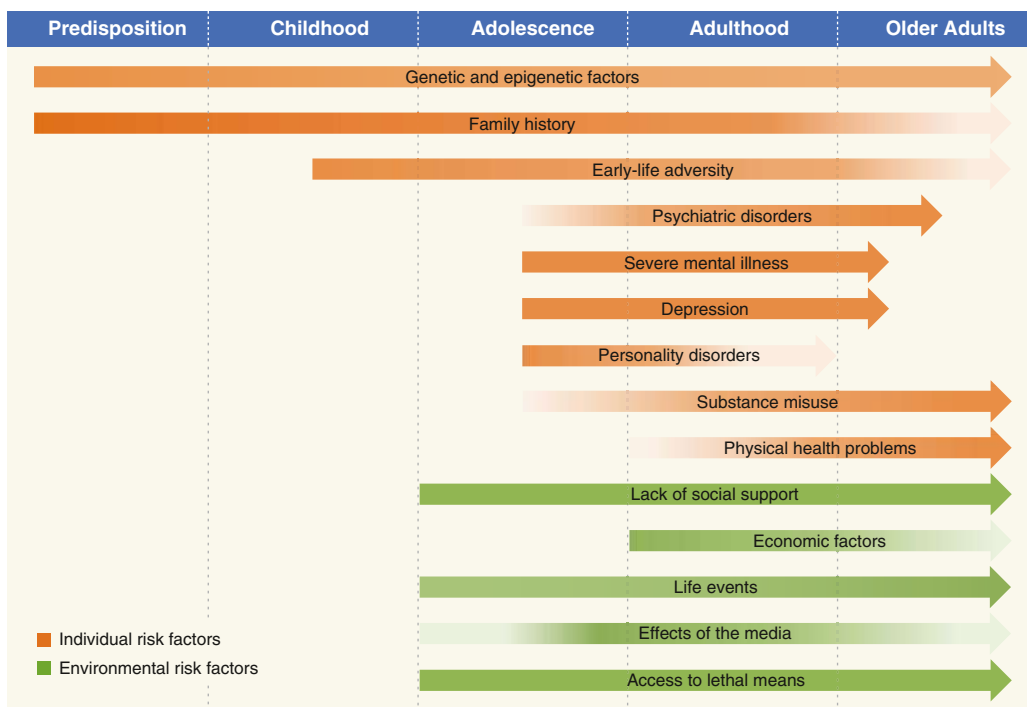 Predisposition Childhood Adolescence Adulthood Older Adults
Genetic and epigenetic factors
Family history
Early-life adversity
Psychiatric disorders
Severe mental illness
Depression
Personality disorders
Substance misuse
Physical health problems
Lack of social support
Economic factors
Life events
Effects of the media
Access to lethal means
Individual risk factors
Environmental risk factors